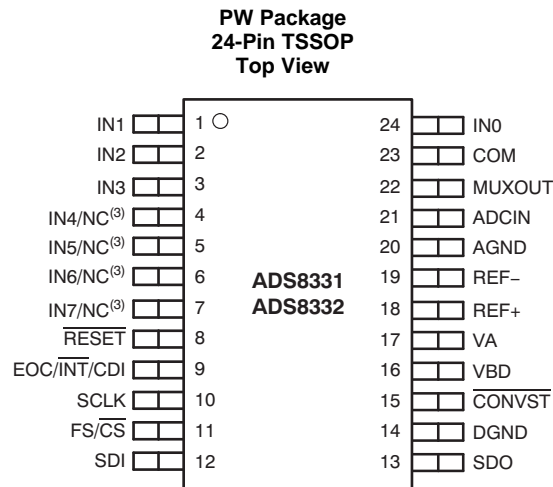 PW Package
24-Pin TSSOP
Top View
IN1 1 24 IN0
IN2 2 23 COM
IN3 3 22 MUXOUT
IN4/NC(3) 4 21 ADCIN
IN5/NC(3) 5 20 AGND
IN6/NC(3) 6 ADS8331 19 REF−
IN7/NC(3) 7 ADS8332 18 REF+
RESET 8 17 VA
EOC/INT/CDI 9 16 VBD
SCLK 10 15 CONVST
FS/CS 11 14 DGND
SDI 12 13 SDO